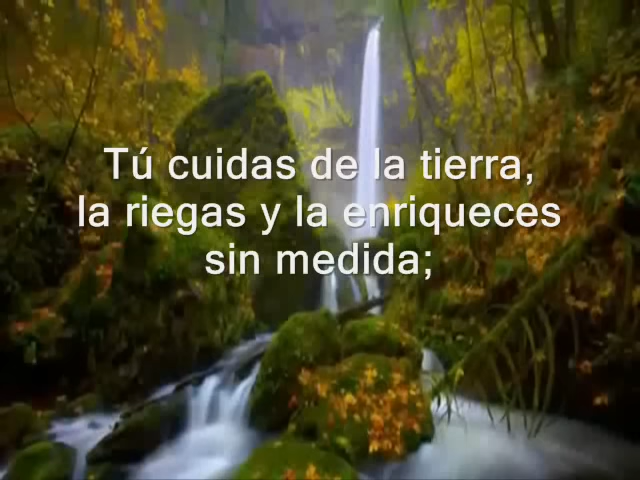 Tú cuidas de la tierra,
la riegas y la enriqueces
sin medida;